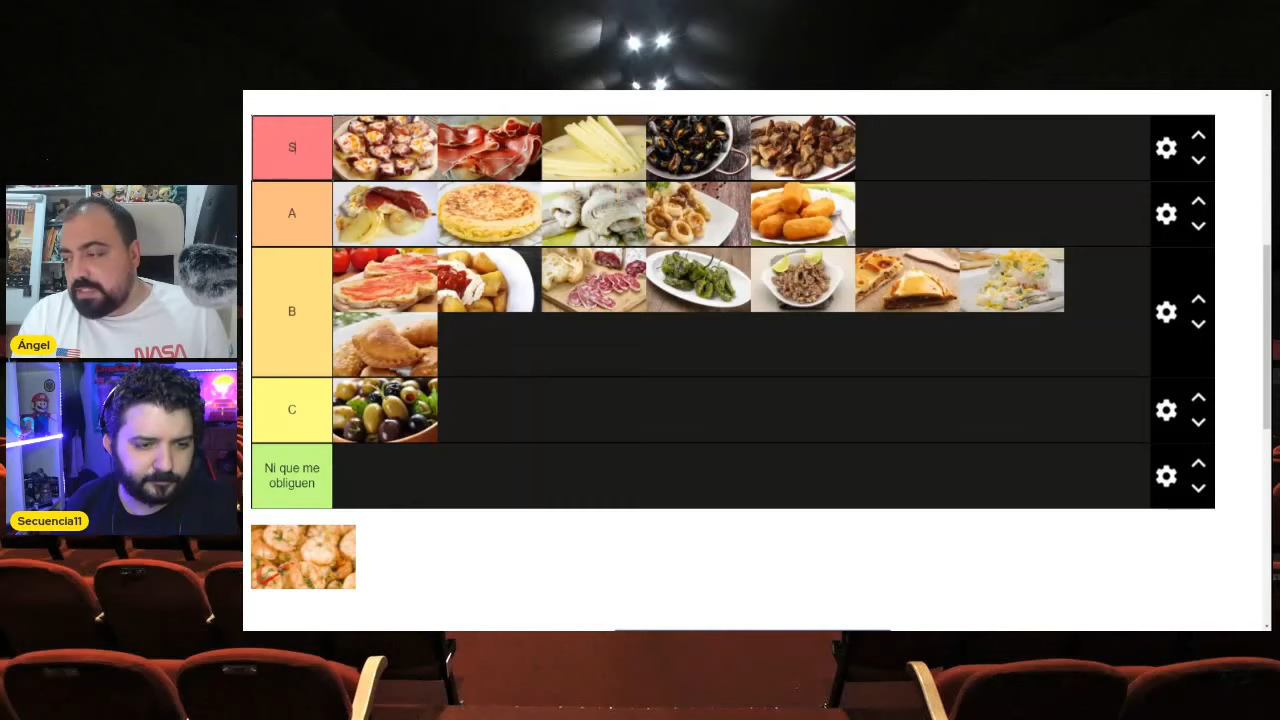 S
A
B
C
Ni que me
obliguen
Ángel
NASA
Secuencia11